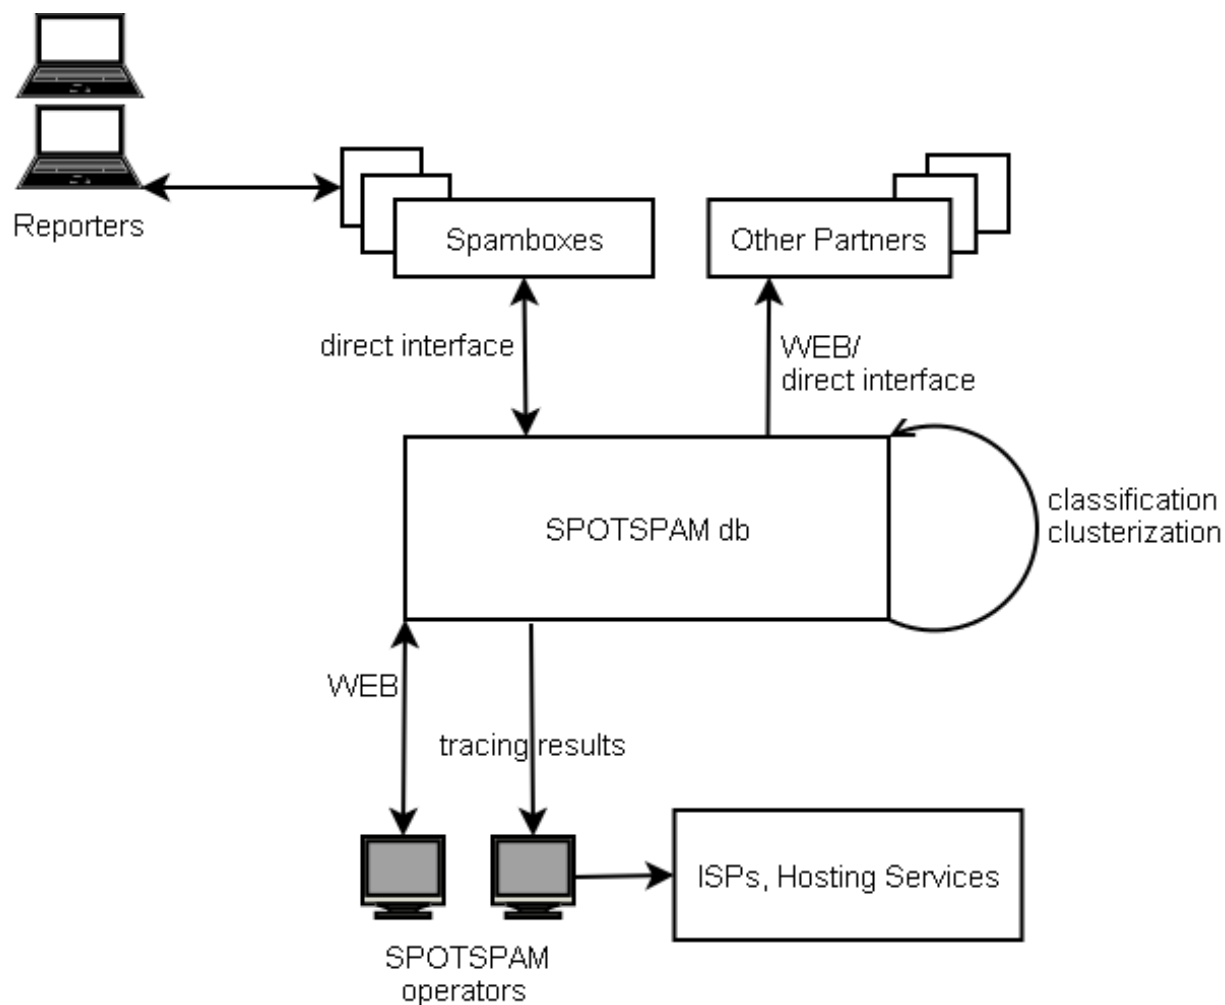 Reporters
Spamboxes
Other Partners
direct interface
WEB/
direct interface
SPOTSPAM db
classification
clusterization
WEB
tracing results
ISPs, Hosting Services
SPOTSPAM
operators